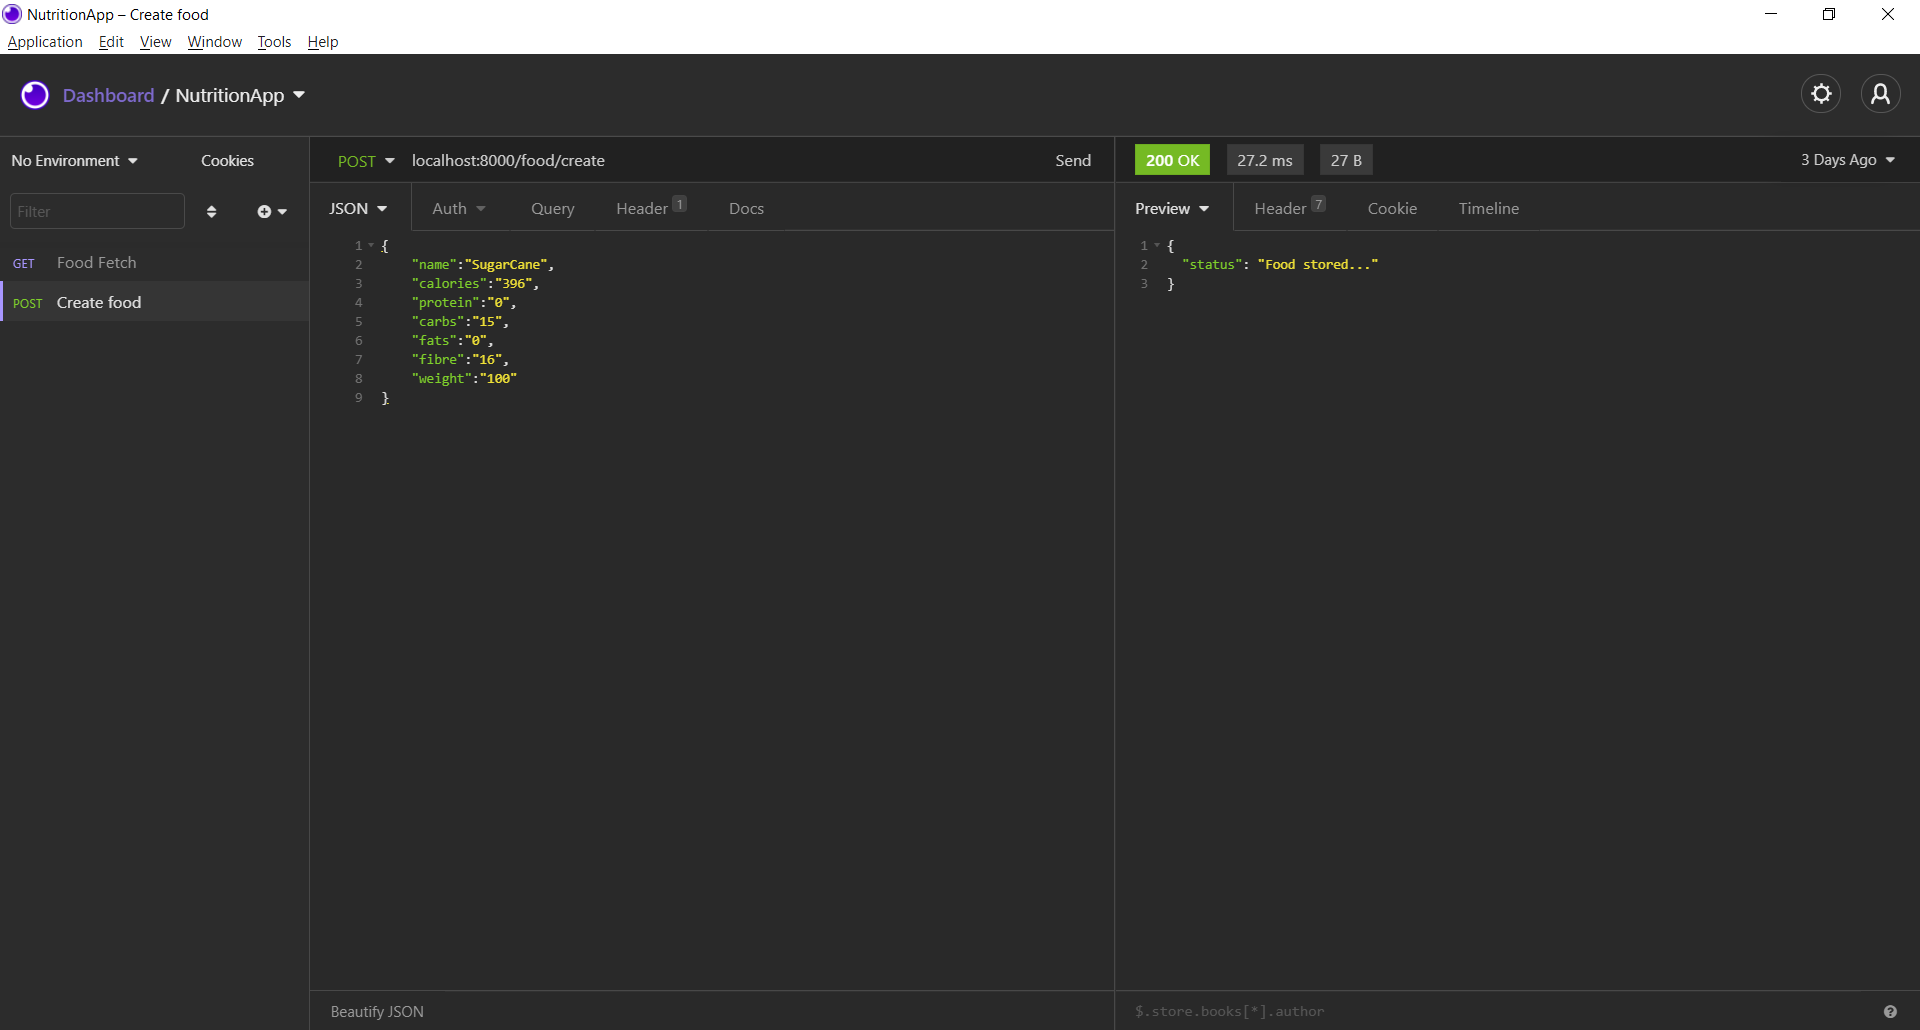 NutritionApp – Create food
Application Edit View Window Tools Help
Dashboard / NutritionApp
No Environment Cookies
Filter
GET Food Fetch
POST Create food
POST localhost:8000/food/create Send
JSON Auth Query Header 1 Docs
1 {
2 "name":"SugarCane",
3 "calories":"396",
4 "protein":"0",
5 "carbs":"15",
6 "fats":"0",
7 "fibre":"16",
8 "weight":"100"
9 }
Beautify JSON
200 OK 27.2 ms 27 B 3 Days Ago
Preview Header 7 Cookie Timeline
1 {
2 "status": "Food stored..."
3 }
$.store.books[*].author